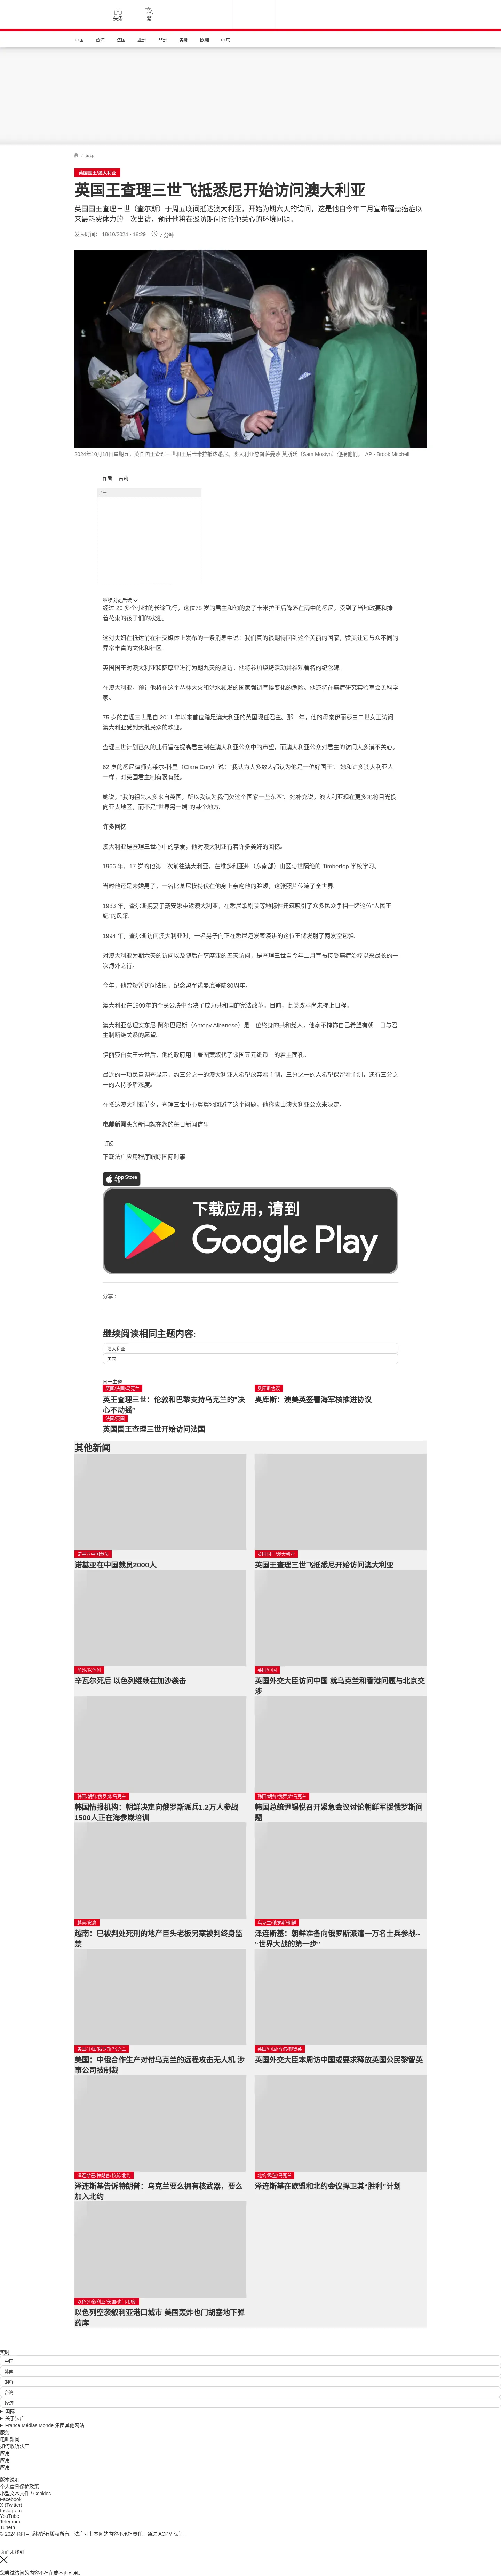 头条
繁
中国
台海
法国
亚洲
非洲
美洲
欧洲
中东
/ 国际
英国国王/澳大利亚
英国王查理三世飞抵悉尼开始访问澳大利亚
英国国王查理三世（查尔斯）于周五晚间抵达澳大利亚，开始为期六天的访问，这是他自今年二月宣布罹患癌症以
来最耗费体力的一次出访，预计他将在巡访期间讨论他关心的环境问题。
发表时间： 18/10/2024 - 18:29
7 分钟
2024年10月18日星期五，英国国王查理三世和王后卡米拉抵达悉尼，澳大利亚总督萨曼莎·莫斯廷（Sam Mostyn）迎接他们。 AP - Brook Mitchell
作者： 古莉
广告
继续浏览后续
经过 20 多个小时的长途飞行，这位75 岁的君主和他的妻子卡米拉王后降落在雨中的悉尼，受到了当地政要和捧
着花束的孩子们的欢迎。
这对夫妇在抵达前在社交媒体上发布的一条消息中说：我们真的很期待回到这个美丽的国家，赞美让它与众不同的
异常丰富的文化和社区。
英国国王对澳大利亚和萨摩亚进行为期九天的巡访。他将参加烧烤活动并参观著名的纪念碑。
在澳大利亚，预计他将在这个丛林大火和洪水频发的国家强调气候变化的危险。他还将在癌症研究实验室会见科学
家。
75 岁的查理三世是自 2011 年以来首位踏足澳大利亚的英国现任君主。那一年，他的母亲伊丽莎白二世女王访问
澳大利亚受到大批民众的欢迎。
查理三世计划已久的此行旨在提高君主制在澳大利亚公众中的声望，而澳大利亚公众对君主的访问大多漠不关心。
62 岁的悉尼律师克莱尔-科里（Clare Cory）说：“我认为大多数人都认为他是一位好国王”。她和许多澳大利亚人
一样，对英国君主制有褒有贬。
她说，“我的祖先大多来自英国，所以我认为我们欠这个国家一些东西”。她补充说，澳大利亚现在更多地将目光投
向亚太地区，而不是“世界另一端”的某个地方。
许多回忆
澳大利亚是查理三世心中的挚爱，他对澳大利亚有着许多美好的回忆。
1966 年，17 岁的他第一次前往澳大利亚，在维多利亚州（东南部）山区与世隔绝的 Timbertop 学校学习。
当时他还是未婚男子，一名比基尼模特伏在他身上亲吻他的脸颊，这张照片传遍了全世界。
1983 年，查尔斯携妻子戴安娜重返澳大利亚，在悉尼歌剧院等地标性建筑吸引了众多民众争相一睹这位“人民王
妃”的风采。
1994 年，查尔斯访问澳大利亚时，一名男子向正在悉尼港发表演讲的这位王储发射了两发空包弹。
对澳大利亚为期六天的访问以及随后在萨摩亚的五天访问，是查理三世自今年二月宣布接受癌症治疗以来最长的一
次海外之行。
今年，他曾短暂访问法国，纪念盟军诺曼底登陆80周年。
澳大利亚在1999年的全民公决中否决了成为共和国的宪法改革。目前，此类改革尚未提上日程。
澳大利亚总理安东尼·阿尔巴尼斯（Antony Albanese）是一位终身的共和党人，他毫不掩饰自己希望有朝一日与君
主制断绝关系的愿望。
伊丽莎白女王去世后，他的政府用土著图案取代了该国五元纸币上的君主面孔。
最近的一项民意调查显示，约三分之一的澳大利亚人希望放弃君主制，三分之一的人希望保留君主制，还有三分之
一的人持矛盾态度。
在抵达澳大利亚前夕，查理三世小心翼翼地回避了这个问题，他称应由澳大利亚公众来决定。
电邮新闻头条新闻就在您的每日新闻信里
订阅
下载法广应用程序跟踪国际时事
App Store
下载
下载应用，请到
Google Play
分享 :
继续阅读相同主题内容:
澳大利亚
英国
同一主题
英国/法国/乌克兰
英王查理三世：伦敦和巴黎支持乌克兰的“决
心不动摇”
奥库斯协议
奥库斯：澳美英签署海军核推进协议
法国/英国
英国国王查理三世开始访问法国
其他新闻
诺基亚中国裁员
诺基亚在中国裁员2000人
英国国王/澳大利亚
英国王查理三世飞抵悉尼开始访问澳大利亚
加沙/以色列
辛瓦尔死后 以色列继续在加沙袭击
英国/中国
英国外交大臣访问中国 就乌克兰和香港问题与北京交
涉
韩国/朝鲜/俄罗斯/乌克兰
韩国情报机构：朝鲜决定向俄罗斯派兵1.2万人参战
1500人正在海参崴培训
韩国/朝鲜/俄罗斯/乌克兰
韩国总统尹锡悦召开紧急会议讨论朝鲜军援俄罗斯问
题
越南/贪腐
越南：已被判处死刑的地产巨头老板另案被判终身监
禁
乌克兰/俄罗斯/朝鲜
泽连斯基：朝鲜准备向俄罗斯派遣一万名士兵参战--
“世界大战的第一步”
美国/中国/俄罗斯/乌克兰
美国：中俄合作生产对付乌克兰的远程攻击无人机 涉
事公司被制裁
英国/中国/香港/黎智英
英国外交大臣本周访中国或要求释放英国公民黎智英
泽连斯基/特朗普/核武/北约
泽连斯基告诉特朗普：乌克兰要么拥有核武器，要么
加入北约
北约/欧盟/乌克兰
泽连斯基在欧盟和北约会议捍卫其“胜利”计划
以色列/叙利亚/美国/也门/伊朗
以色列空袭叙利亚港口城市 美国轰炸也门胡塞地下弹
药库
实时
中国
韩国
朝鲜
台湾
经济
国际
关于法广
France Médias Monde 集团其他网站
服务
电邮新闻
如何收听法广
应用
应用
应用
版本说明
个人信息保护政策
小型文本文件 / Cookies
Facebook
X (Twitter)
Instagram
YouTube
Telegram
TuneIn
© 2024 RFI – 版权所有版权所有。法广对非本网站内容不承担责任。通过 ACPM 认证。
页面未找到
您尝试访问的内容不存在或不再可用。